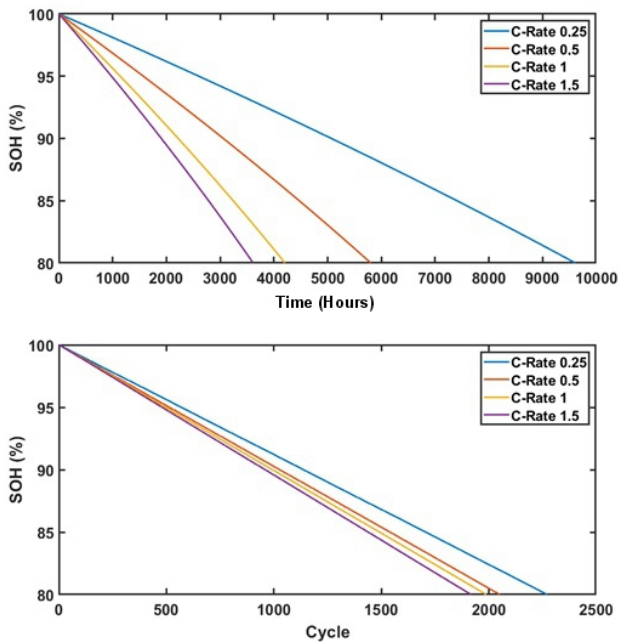 100
95
90
85
80
SOH (%)
C-Rate 0.25
C-Rate 0.5
C-Rate 1
C-Rate 1.5
0 1000 2000 3000 4000 5000 6000 7000 8000 9000 10000
Time (Hours)
100
95
90
85
80
SOH (%)
C-Rate 0.25
C-Rate 0.5
C-Rate 1
C-Rate 1.5
0 500 1000 1500 2000 2500
Cycle